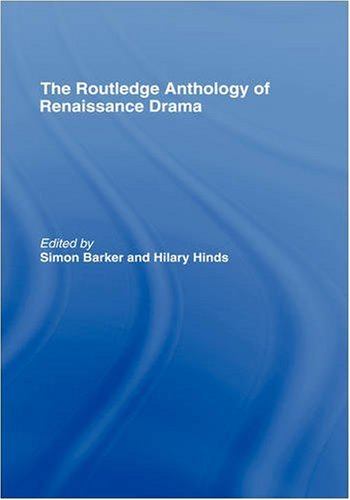 The Routledge Anthology of
Renaissance Drama
Edited by
Simon Barker and Hilary Hinds